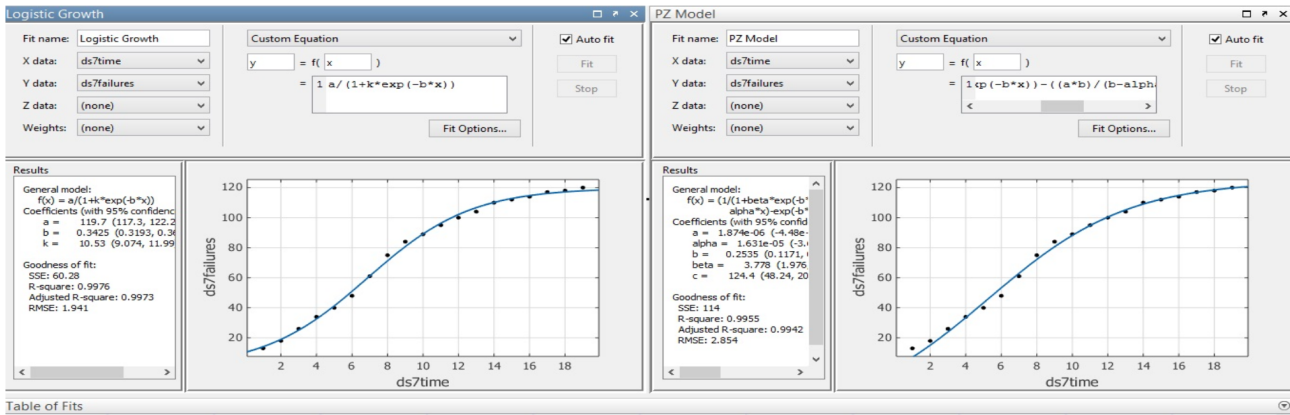 Logistic Growth
Fit name: Logistic Growth
X data: ds7time
Y data: ds7failures
Z data: (none)
Weights: (none)
Custom Equation
y = f( x )
= 1 a/(1+k*exp(-b*x))
Fit Options...
Auto fit
Fit
Stop
Results
General model:
f(x) = a/(1+k*exp(-b*x))
Coefficients (with 95% confidenc
a = 119.7 (117.3, 122.2
b = 0.3425 (0.3193, 0.36
k = 10.53 (9.074, 11.99
Goodness of fit:
SSE: 60.28
R-square: 0.9976
Adjusted R-square: 0.9973
RMSE: 1.941
120
100
80
60
40
20
ds7failures
2 4 6 8 10 12 14 16 18
ds7time
PZ Model
Fit name: PZ Model
X data: ds7time
Y data: ds7failures
Z data: (none)
Weights: (none)
Custom Equation
y = f( x )
= 1 (p(-b*x))-((a*b)/(b-alpha
Fit Options...
Auto fit
Fit
Stop
Results
General model:
f(x) = (1/(1+beta*exp(-b*
alpha*x)-exp(-b*
Coefficients (with 95% confid
a = 1.874e-06 (-4.48e-
alpha = 1.631e-05 (-3.
b = 0.2535 (0.1171,
beta = 3.778 (1.976
c = 124.4 (48.24, 20
Goodness of fit:
SSE: 114
R-square: 0.9955
Adjusted R-square: 0.9942
RMSE: 2.854
120
100
80
60
40
20
ds7failures
2 4 6 8 10 12 14 16 18
ds7time
Table of Fits